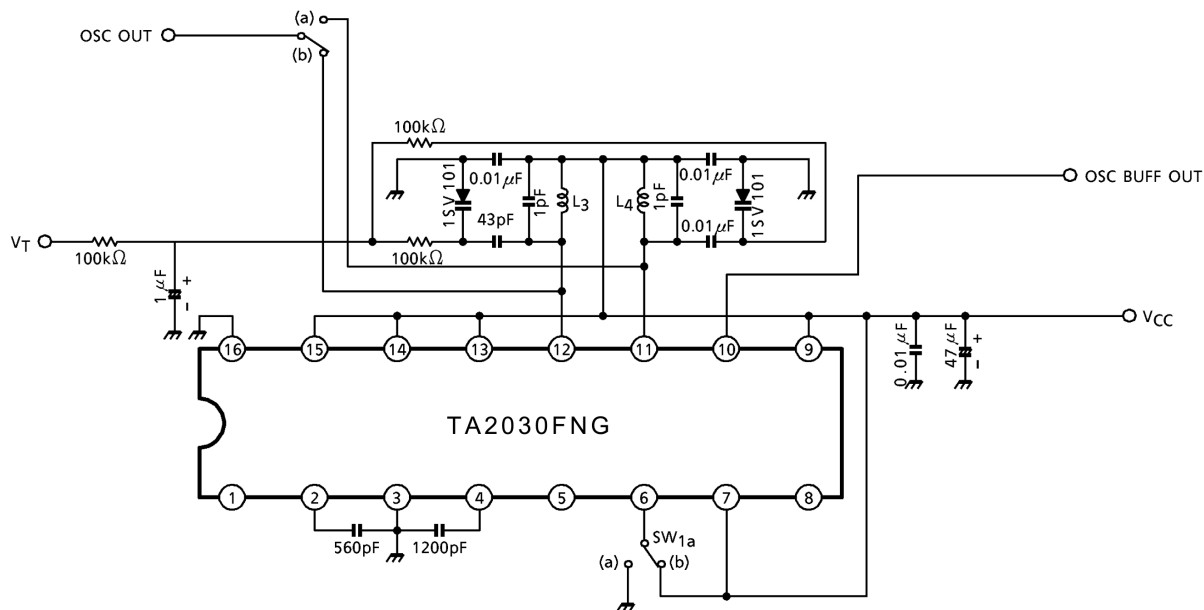 (a)
OSC OUT
(b)
100kΩ
0.01μF
0.01μF
1SV101
1pF
L3
L4
1pF
1SV101
OSC BUFF OUT
43pF
0.01μF
VT
100kΩ
100kΩ
1μF
+
-
VCC
0.01μF
47μF
+
-
16
15
14
13
12
11
10
9
TA2030FNG
1
2
3
4
5
6
7
8
560pF
1200pF
SW1a
(a)
(b)